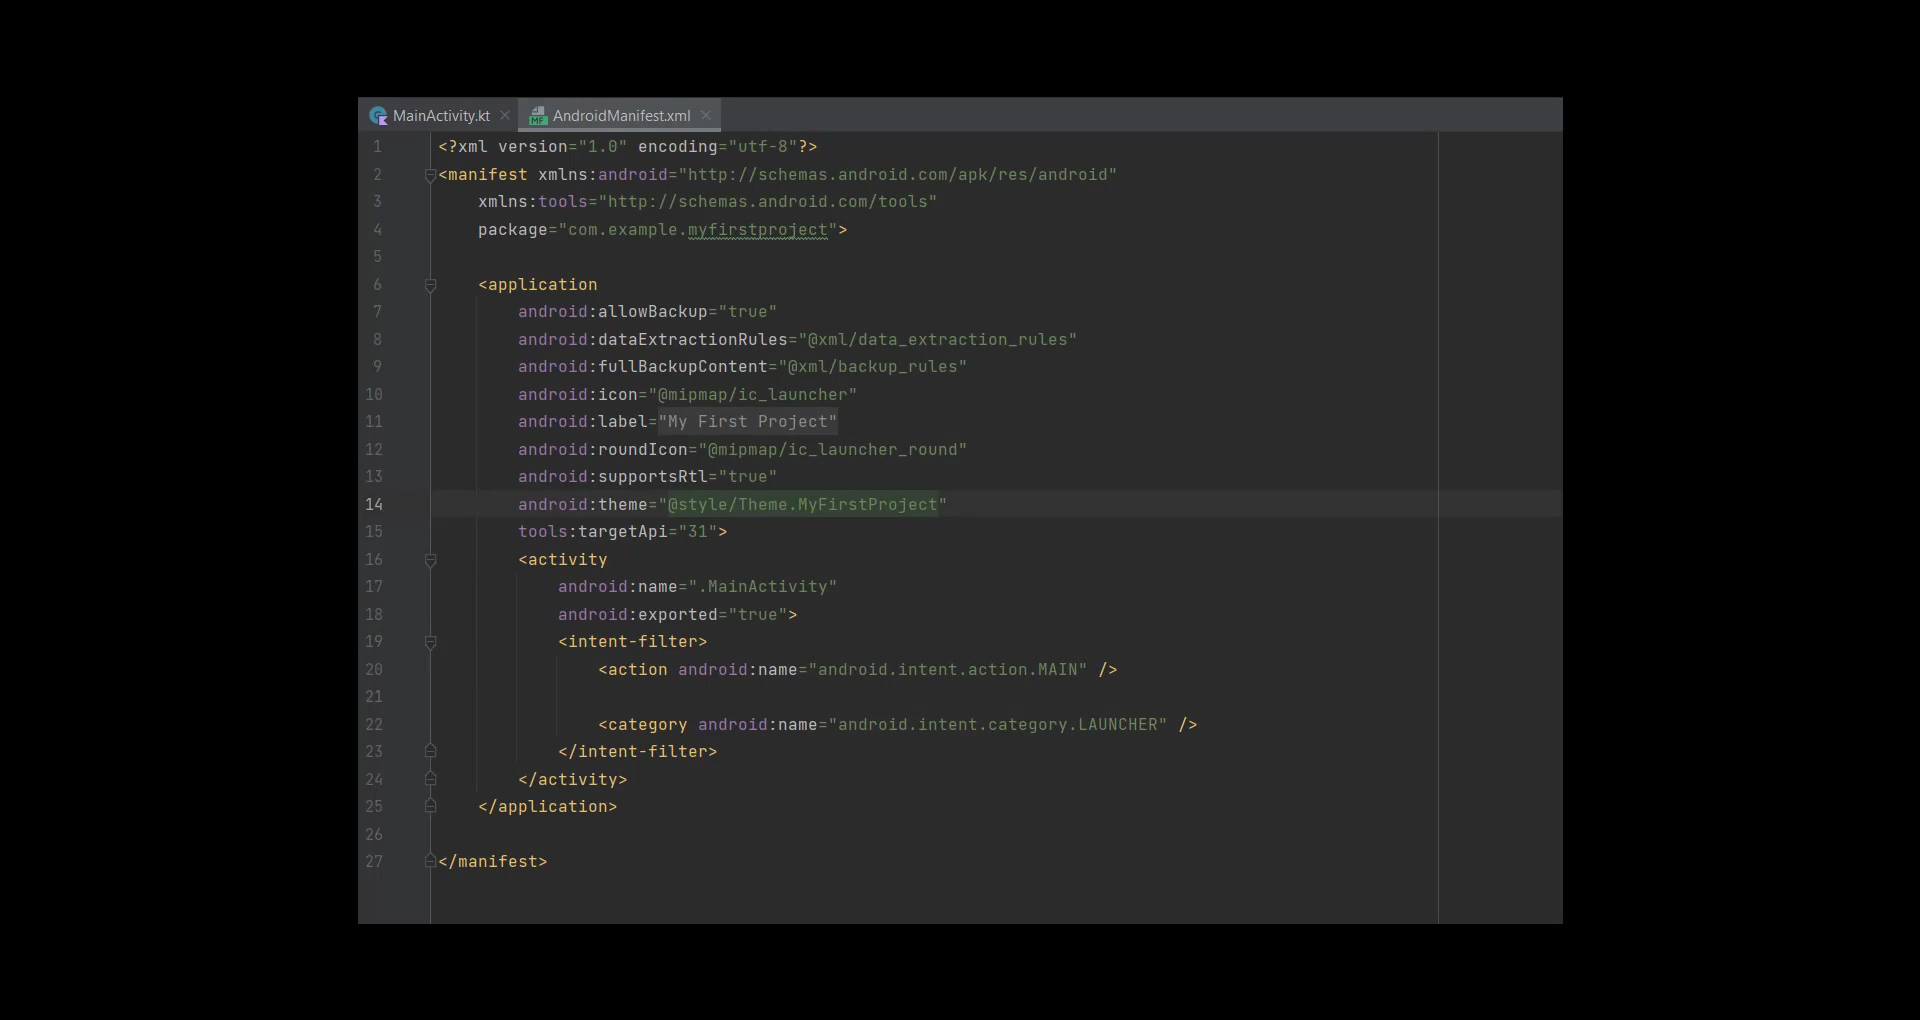 MainActivity.kt AndroidManifest.xml
1 <?xml version="1.0" encoding="utf-8"?>
2 <manifest xmlns:android="http://schemas.android.com/apk/res/android"
3     xmlns:tools="http://schemas.android.com/tools"
4     package="com.example.myfirstproject">
5
6     <application
7         android:allowBackup="true"
8         android:dataExtractionRules="@xml/data_extraction_rules"
9         android:fullBackupContent="@xml/backup_rules"
10         android:icon="@mipmap/ic_launcher"
11         android:label="My First Project"
12         android:roundIcon="@mipmap/ic_launcher_round"
13         android:supportsRtl="true"
14         android:theme="@style/Theme.MyFirstProject"
15         tools:targetApi="31">
16         <activity
17             android:name=".MainActivity"
18             android:exported="true">
19             <intent-filter>
20                 <action android:name="android.intent.action.MAIN" />
21
22                 <category android:name="android.intent.category.LAUNCHER" />
23             </intent-filter>
24         </activity>
25     </application>
26
27 </manifest>